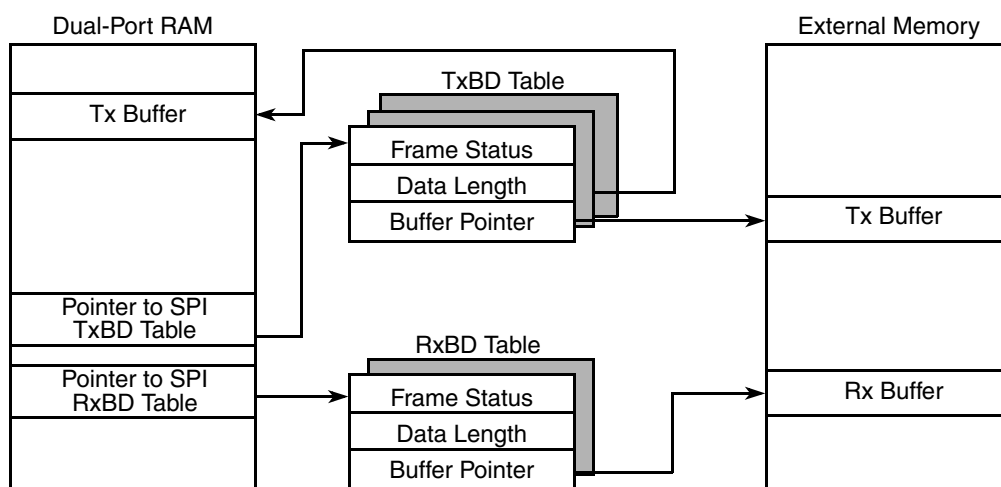 Dual-Port RAM
External Memory
TxBD Table
Tx Buffer
Frame Status
Data Length
Buffer Pointer
Tx Buffer
Pointer to SPI
TxBD Table
RxBD Table
Pointer to SPI
RxBD Table
Frame Status
Data Length
Buffer Pointer
Rx Buffer